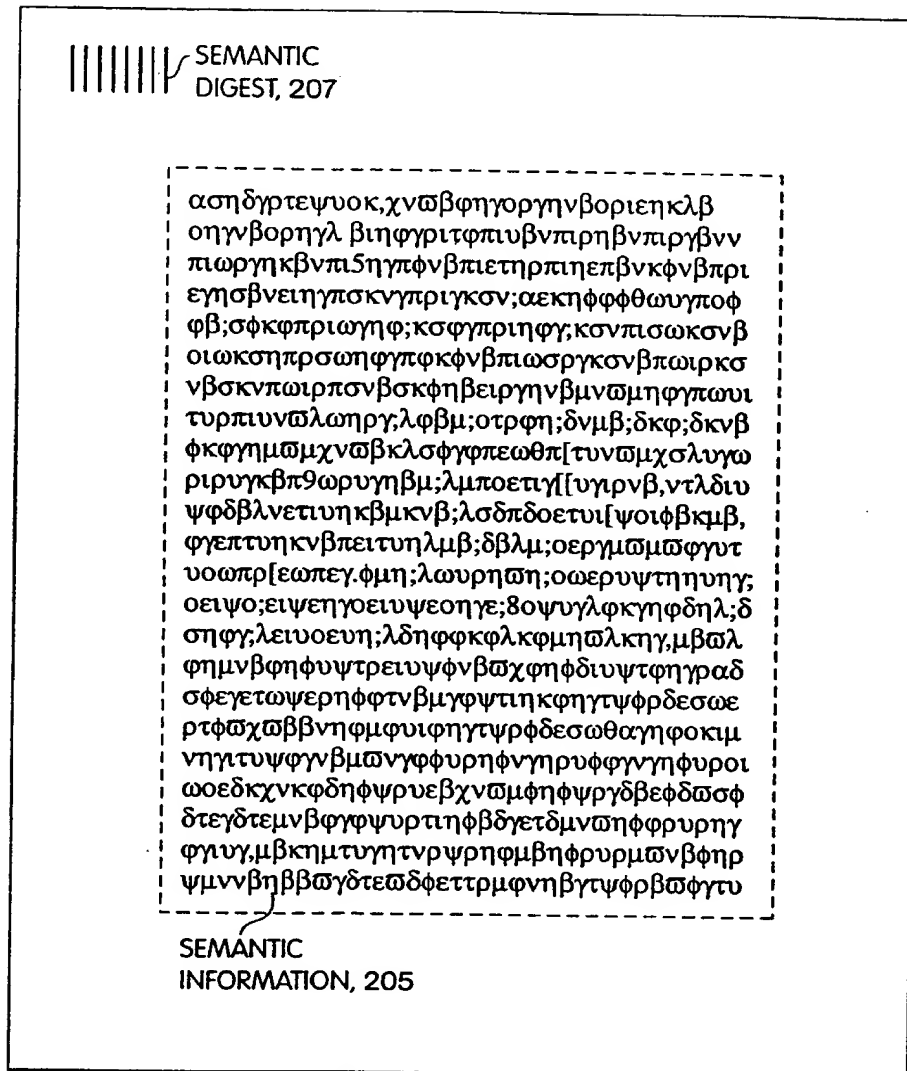 SEMANTIC
DIGEST, 207
ασηδγρτεψυοκ,χνϖβφηγοργηνβοριεηκλβ
οηγνβορηγλ βιηφγριτφπιυβνπιρηβνπιργβνν
πιωργηκβνπι5ηγπφνβπιετηρπιηεπβνκφνβπρι
εγησβνειηγπσκνγπριγκσν;αεκηφφφθωυγποφ
φβ;σφκφπριωγηφ;κσφγπριηφγ;κσνπισωκσνβ
οιωκσηπρσωηφγπφκφνβπιωσργκσνβπωιρκσ
νβσκνπωιρπσνβσκφηβειργηνβμνϖμηφγπωυι
τυρπιυνϖλωηργ;λφβμ;οτρφη;δνμβ;δκφ;δκνβ
φκφγημϖμχνϖβκλσφγφπεωθπ[τυνϖμχσλυγω
ριρυγκβπ9ωρυγηβμ;λμποετιγ[[υγιρνβ,ντλδιυ
ψφδβλνετιυηκβμκνβ;λσδπδοετυι[ψοιφβκμβ,
φγεπτυηκνβπειτυηλμβ;δβλμ;οεργμϖμϖφγυτ
υοωπρ[εωπεγ.φμη;λωυρηϖη;οωερυψτηηυηγ;
οειψο;ειψεηγοειυψεοηγε;8οψυγλφκγηφδηλ;δ
σηφγ;λειυοευη;λδηφφκφλκφμηϖλκηγ,μβϖλ
φημνβφηφυψτρειυψφνβϖχφηφδιυψτφηγραδ
σφεγετωψερηφφτνβμγφψτιηκφηγτψφρδεσωε
ρτφϖχϖββνηφμφυιφηγτψρφδεσωθαγηφοκιμ
νηγιτυψφγνβμϖνγφφυρηφνγηρυφφγνγηφυροι
ωοεδκχνκφδηφψρυεβχνϖμφηφψργδβεφδϖσφ
δτεγδτεμνβφγφψυρτιηφβδγετδμνϖηφφρυρηγ
φγιυγ,μβκημτυγητνρψρηφμβηφρυρμϖνβφηρ
ψμννβηββϖγδτεϖδφεττρμφνηβγτψφρβϖφγτυ
SEMANTIC
INFORMATION, 205